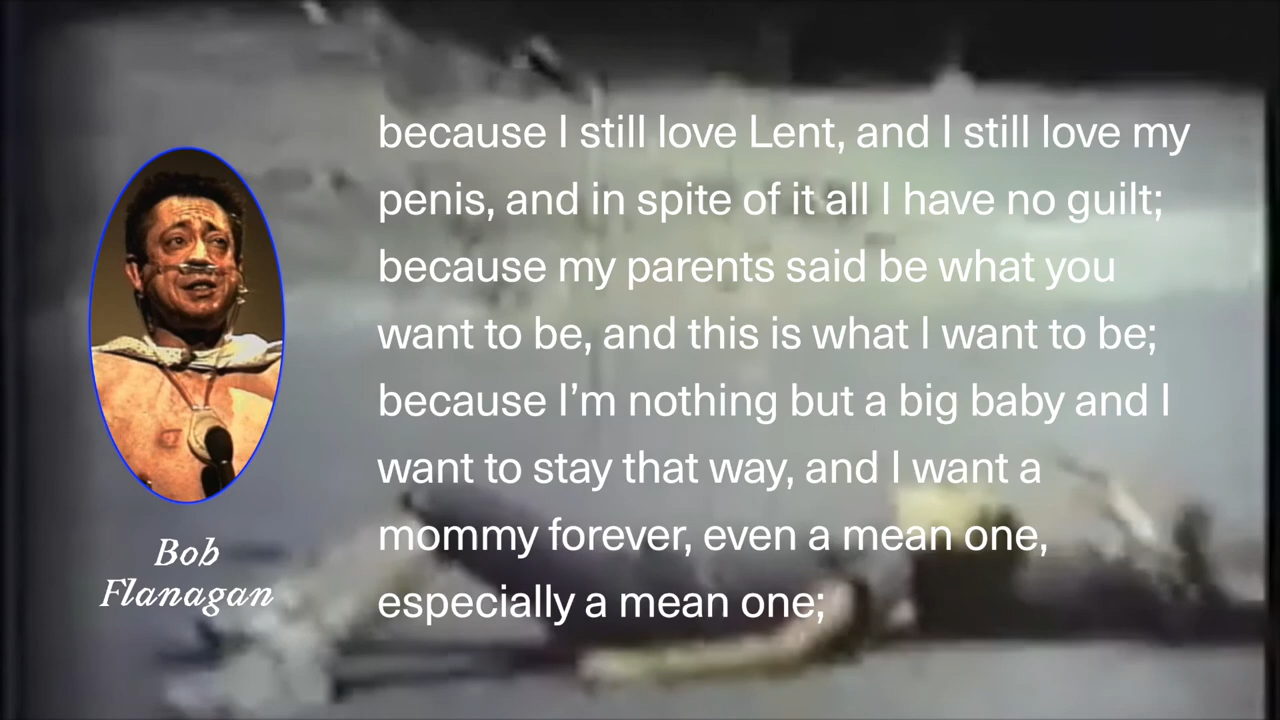 because I still love Lent, and I still love my
penis, and in spite of it all I have no guilt;
because my parents said be what you
want to be, and this is what I want to be;
because I’m nothing but a big baby and I
want to stay that way, and I want a
mommy forever, even a mean one,
especially a mean one;
Bob
Flanagan